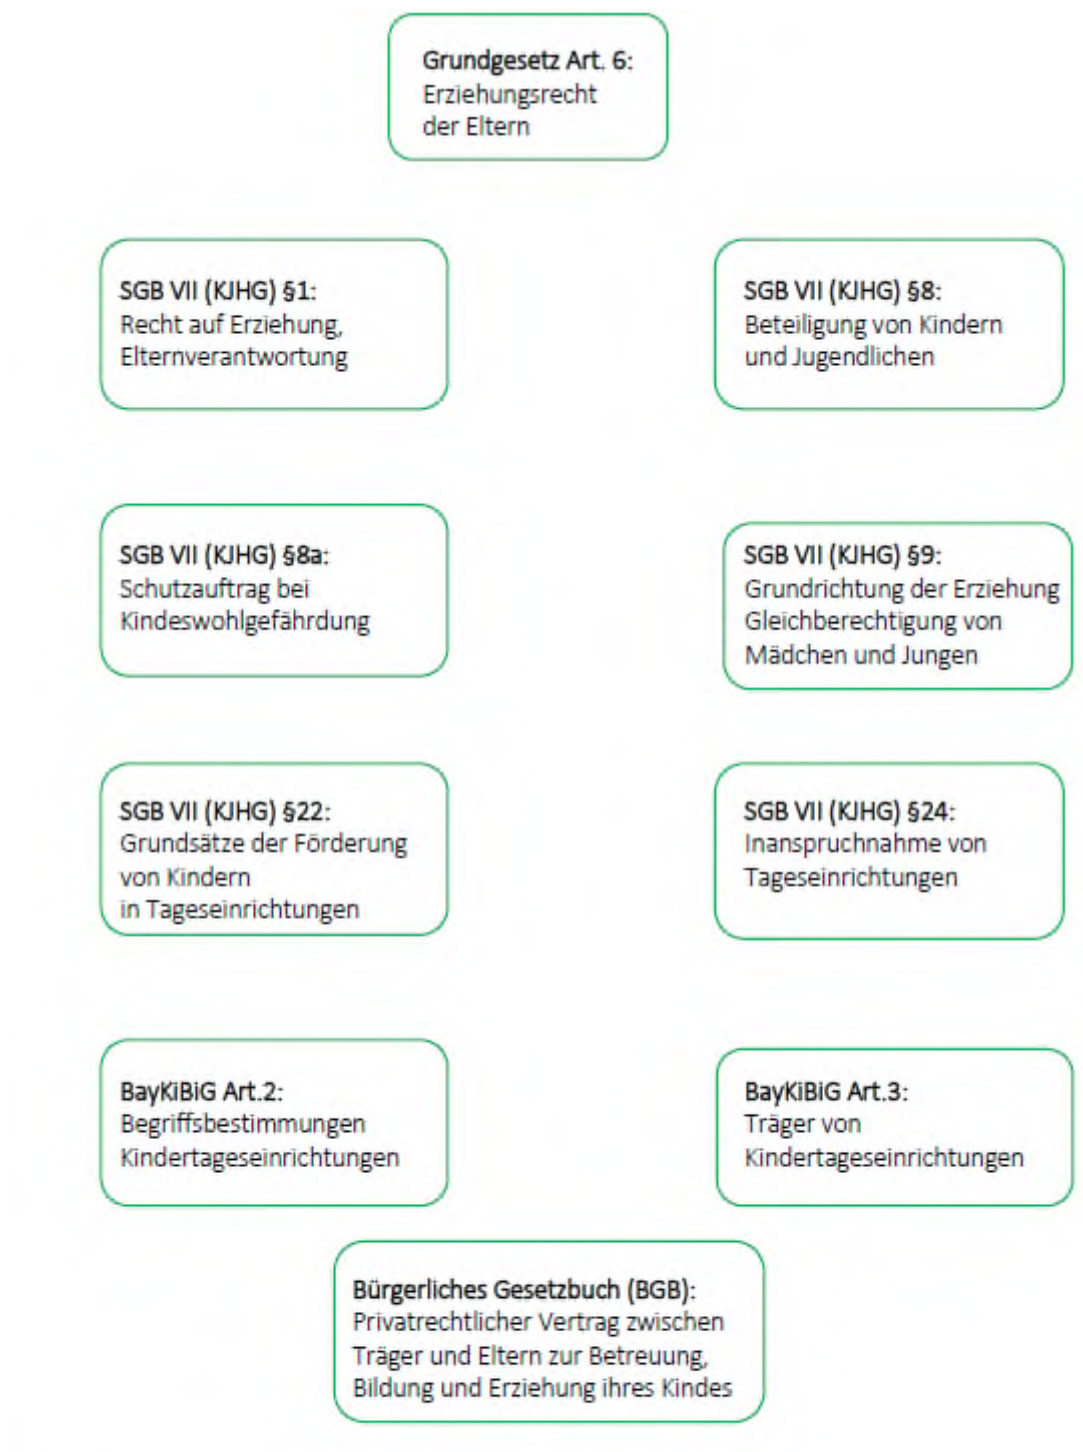 Grundgesetz Art. 6:
Erziehungsrecht
der Eltern
SGB VII (KJHG) §1:
Recht auf Erziehung,
Elternverantwortung
SGB VII (KJHG) §8:
Beteiligung von Kindern
und Jugendlichen
SGB VII (KJHG) §8a:
Schutzauftrag bei
Kindeswohlgefährdung
SGB VII (KJHG) §9:
Grundrichtung der Erziehung
Gleichberechtigung von
Mädchen und Jungen
SGB VII (KJHG) §22:
Grundsätze der Förderung
von Kindern
in Tageseinrichtungen
SGB VII (KJHG) §24:
Inanspruchnahme von
Tageseinrichtungen
BayKiBiG Art.2:
Begriffsbestimmungen
Kindertageseinrichtungen
BayKiBiG Art.3:
Träger von
Kindertageseinrichtungen
Bürgerliches Gesetzbuch (BGB):
Privatrechtlicher Vertrag zwischen
Träger und Eltern zur Betreuung,
Bildung und Erziehung ihres Kindes